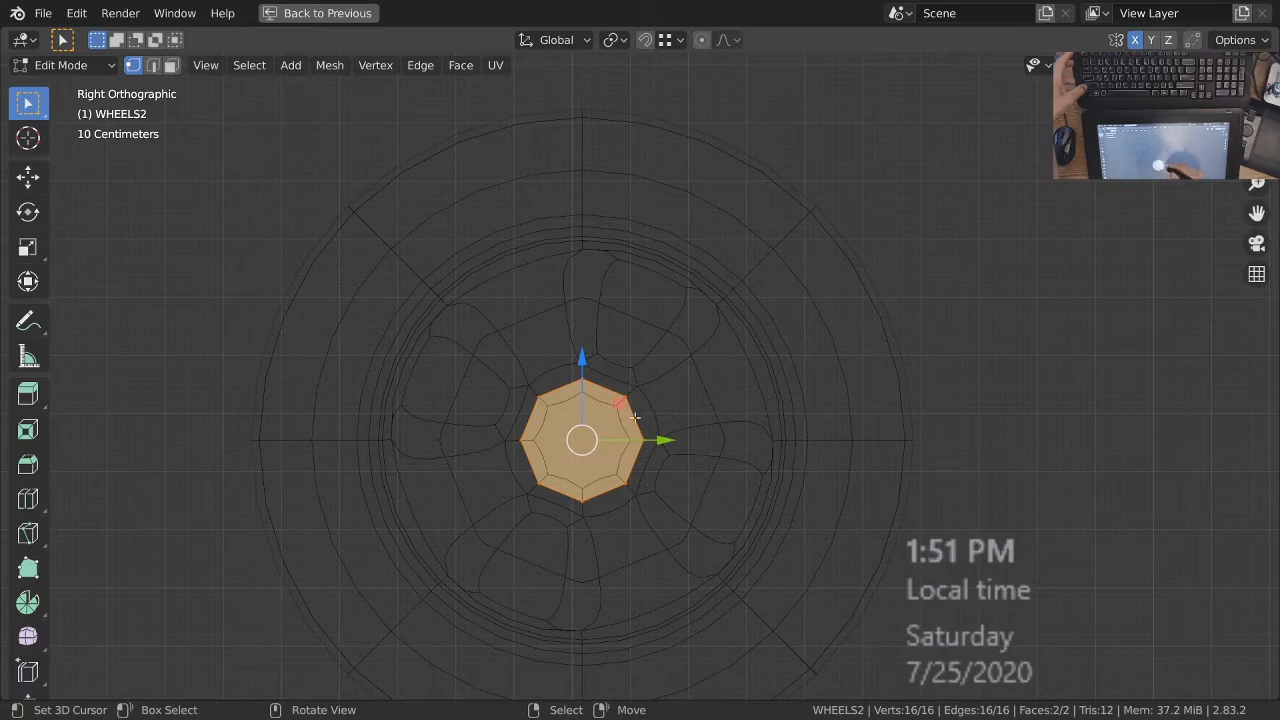 File Edit Render Window Help Back to Previous Scene View Layer
Global X Y Z Options
Edit Mode View Select Add Mesh Vertex Edge Face UV
Right Orthographic
(1) WHEELS2
10 Centimeters
1:51 PM
Local time
Saturday
7/25/2020
Set 3D Cursor Box Select Rotate View Select Move WHEELS2 | Verts:16/16 | Edges:16/16 | Faces:2/2 | Tris:12 | Mem: 37.2 MiB | 2.83.2